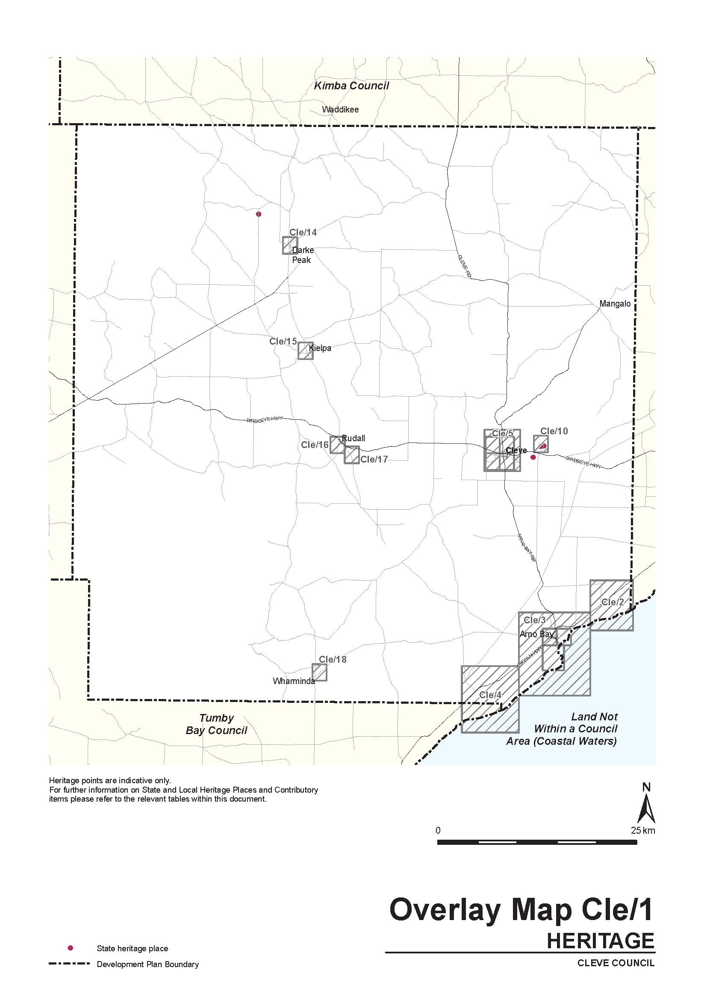 Kimba Council
Waddikee
Cle/14
Darke
Peak
CLEVE RD
Mangalo
Cle/15
Kielpa
BIRDSEYE HWY
Cle/5
Cle/10
Rudall
Cle/16
Cleve
Cle/17
BIRDSEYE HWY
ARNO BAY RD
Cle/2
Cle/3
Arno Bay
LINCOLN HWY
Cle/18
Wharminda
Cle/4
Tumby
Bay Council
Land Not
Within a Council
Area (Coastal Waters)
Heritage points are indicative only.
For further information on State and Local Heritage Places and Contributory
items please refer to the relevant tables within this document.
N
0 25 km
Overlay Map Cle/1
HERITAGE
CLEVE COUNCIL
State heritage place
Development Plan Boundary